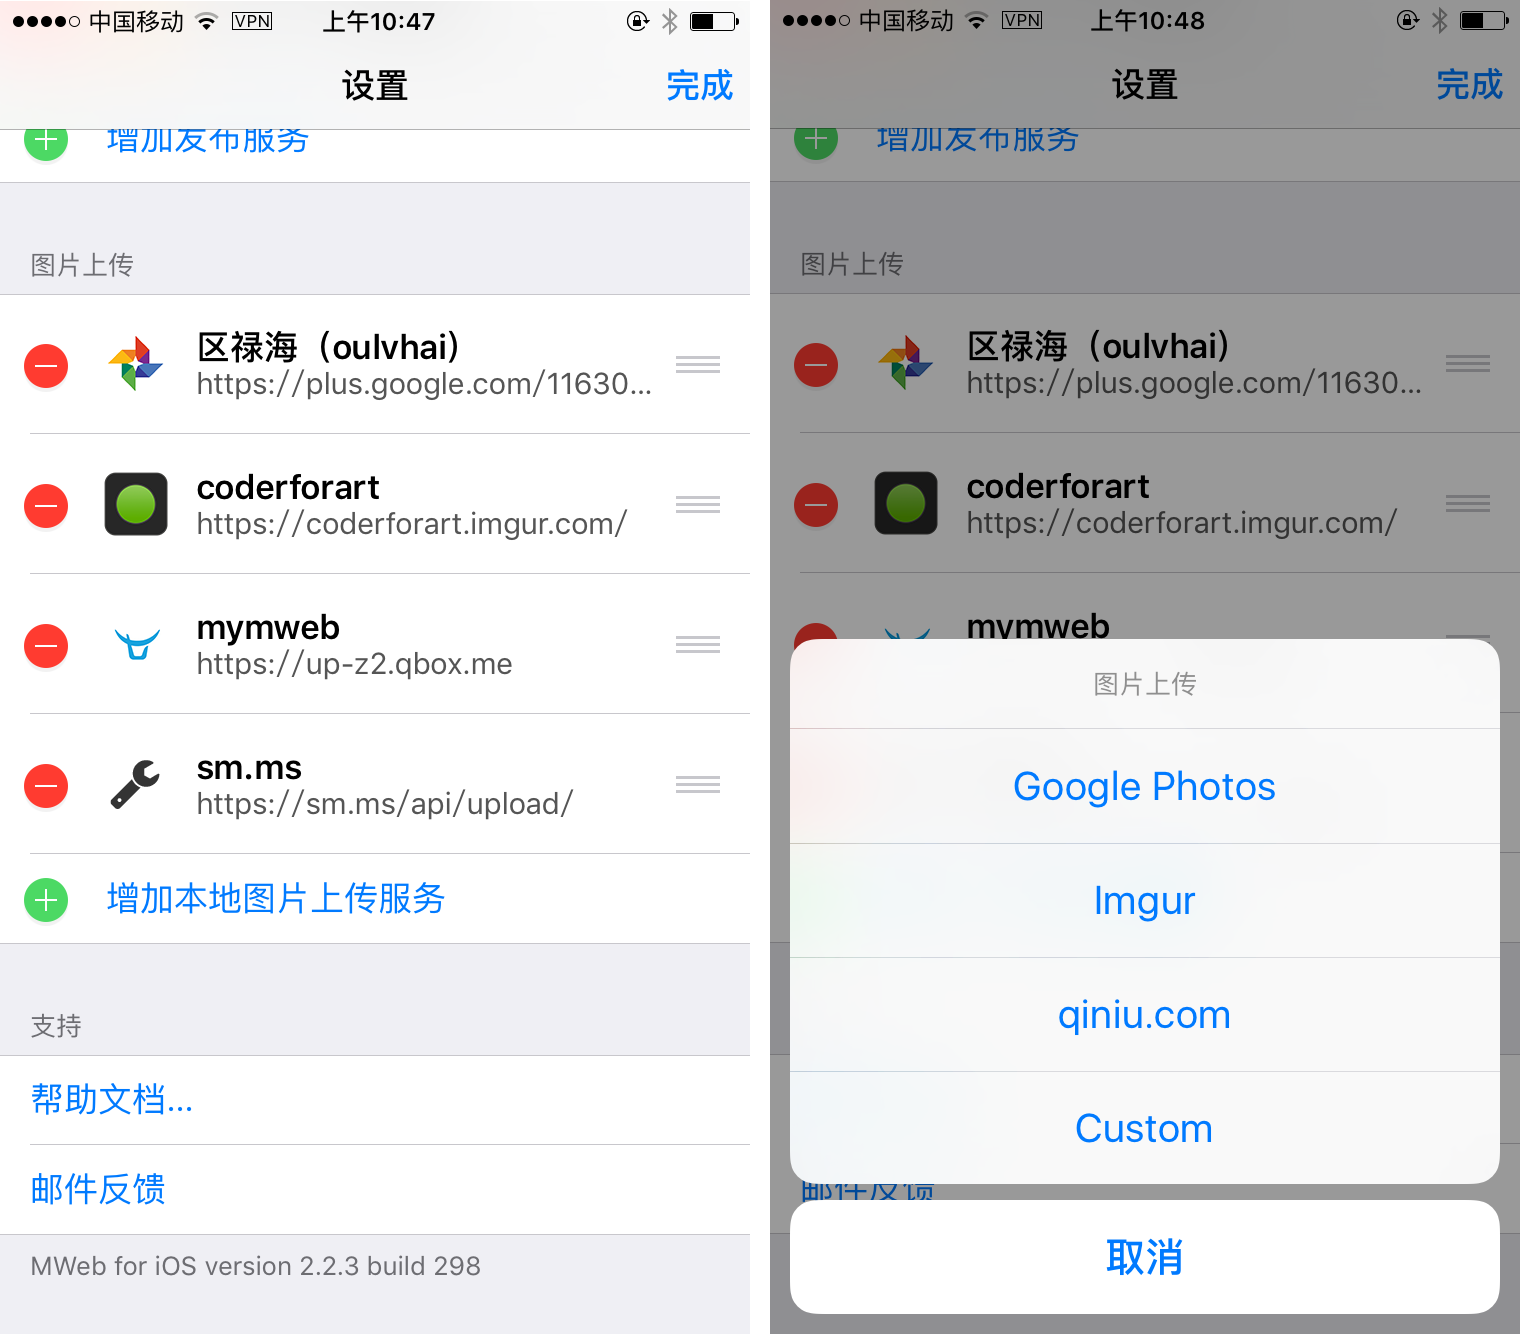 中国移动 VPN 上午10:47
设置 完成
增加发布服务
图片上传
区禄海（oulvhai）
https://plus.google.com/11630...
coderforart
https://coderforart.imgur.com/
mymweb
https://up-z2.qbox.me
sm.ms
https://sm.ms/api/upload/
增加本地图片上传服务
支持
帮助文档...
邮件反馈
MWeb for iOS version 2.2.3 build 298
中国移动 VPN 上午10:48
设置 完成
增加发布服务
图片上传
区禄海（oulvhai）
https://plus.google.com/11630...
coderforart
https://coderforart.imgur.com/
mymweb
图片上传
Google Photos
Imgur
qiniu.com
Custom
邮件反馈
取消